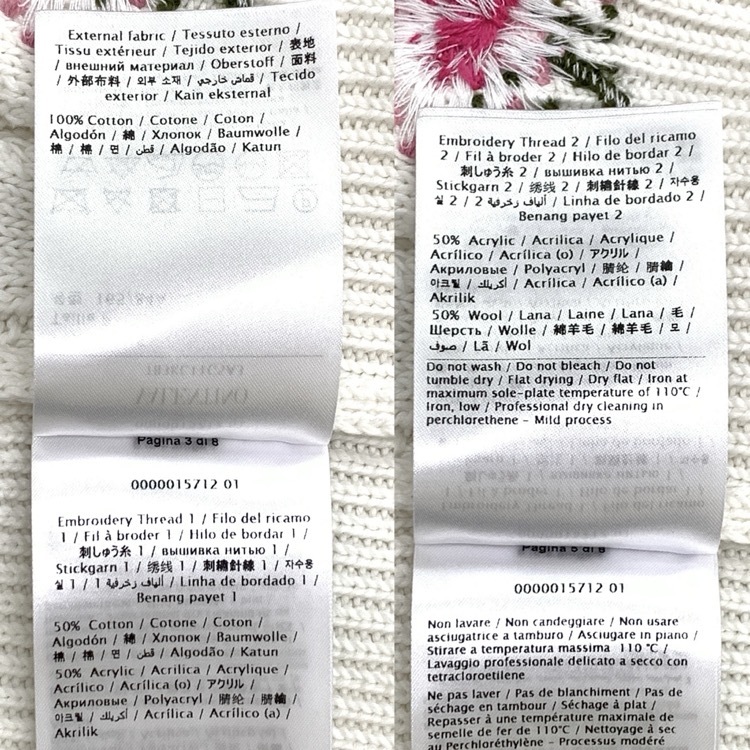 External fabric / Tessuto esterno /
Tissu extérieur / Tejido exterior / 表地
/ внешний материал / Oberstoff / 面料
/ 外部布料 / 외부 소재 / قماش خارجي / Tecido
exterior / Kain eksternal
100% Cotton / Cotone / Coton /
Algodón / 綿 / Хлопок / Baumwolle /
棉 / 棉 / 면 / قطن / Algodão / Katun
165/84A
Taille
VALENTINO
Pagina 3 di 8
0000015712 01
Embroidery Thread 1 / Filo del ricamo
1 / Fil à broder 1 / Hilo de bordar 1 /
刺しゅう糸 1 / вышивка нитью 1 /
Stickgarn 1 / 绣线 1 / 刺繡針線 1 / 자수용
실 1 / 1 ألياف زخرفية / Linha de bordado 1 /
Benang payet 1
50% Cotton / Cotone / Coton /
Algodón / 綿 / Хлопок / Baumwolle /
棉 / 棉 / 면 / قطن / Algodão / Katun
50% Acrylic / Acrilica / Acrylique /
Acrílico / Acrílica (o) / アクリル /
Акриловые / Polyacryl / 腈纶 / 腈綸 /
아크릴 / أكريلك / Acrílica / Acrílico (a) /
Akrilik
Embroidery Thread 2 / Filo del ricamo
2 / Fil à broder 2 / Hilo de bordar 2 /
刺しゅう糸 2 / вышивка нитью 2 /
Stickgarn 2 / 绣线 2 / 刺繡針線 2 / 자수용
실 2 / 2 ألياف زخرفية / Linha de bordado 2 /
Benang payet 2
50% Acrylic / Acrilica / Acrylique /
Acrílico / Acrílica (o) / アクリル /
Акриловые / Polyacryl / 腈纶 / 腈綸 /
아크릴 / أكريلك / Acrílica / Acrílico (a) /
Akrilik
50% Wool / Lana / Laine / Lana / 毛 /
Шерсть / Wolle / 綿羊毛 / 綿羊毛 / 모 /
صوف / Lã / Wol
Do not wash / Do not bleach / Do not
tumble dry / Flat drying / Dry flat / Iron at
maximum sole-plate temperature of 110°C /
Iron, low / Professional dry cleaning in
perchlorethene - Mild process
Pagina 5 di 8
0000015712 01
Non lavare / Non candeggiare / Non usare
asciugatrice a tamburo / Asciugare in piano /
Stirare a temperatura massima 110 °C /
Lavaggio professionale delicato a secco con
tetracloroetilene
Ne pas laver / Pas de blanchiment / Pas de
séchage en tambour / Séchage à plat /
Repasser à une température maximale de
semelle de fer de 110°C / Nettoyage à sec
au Perchloréthylène - Processus modéré